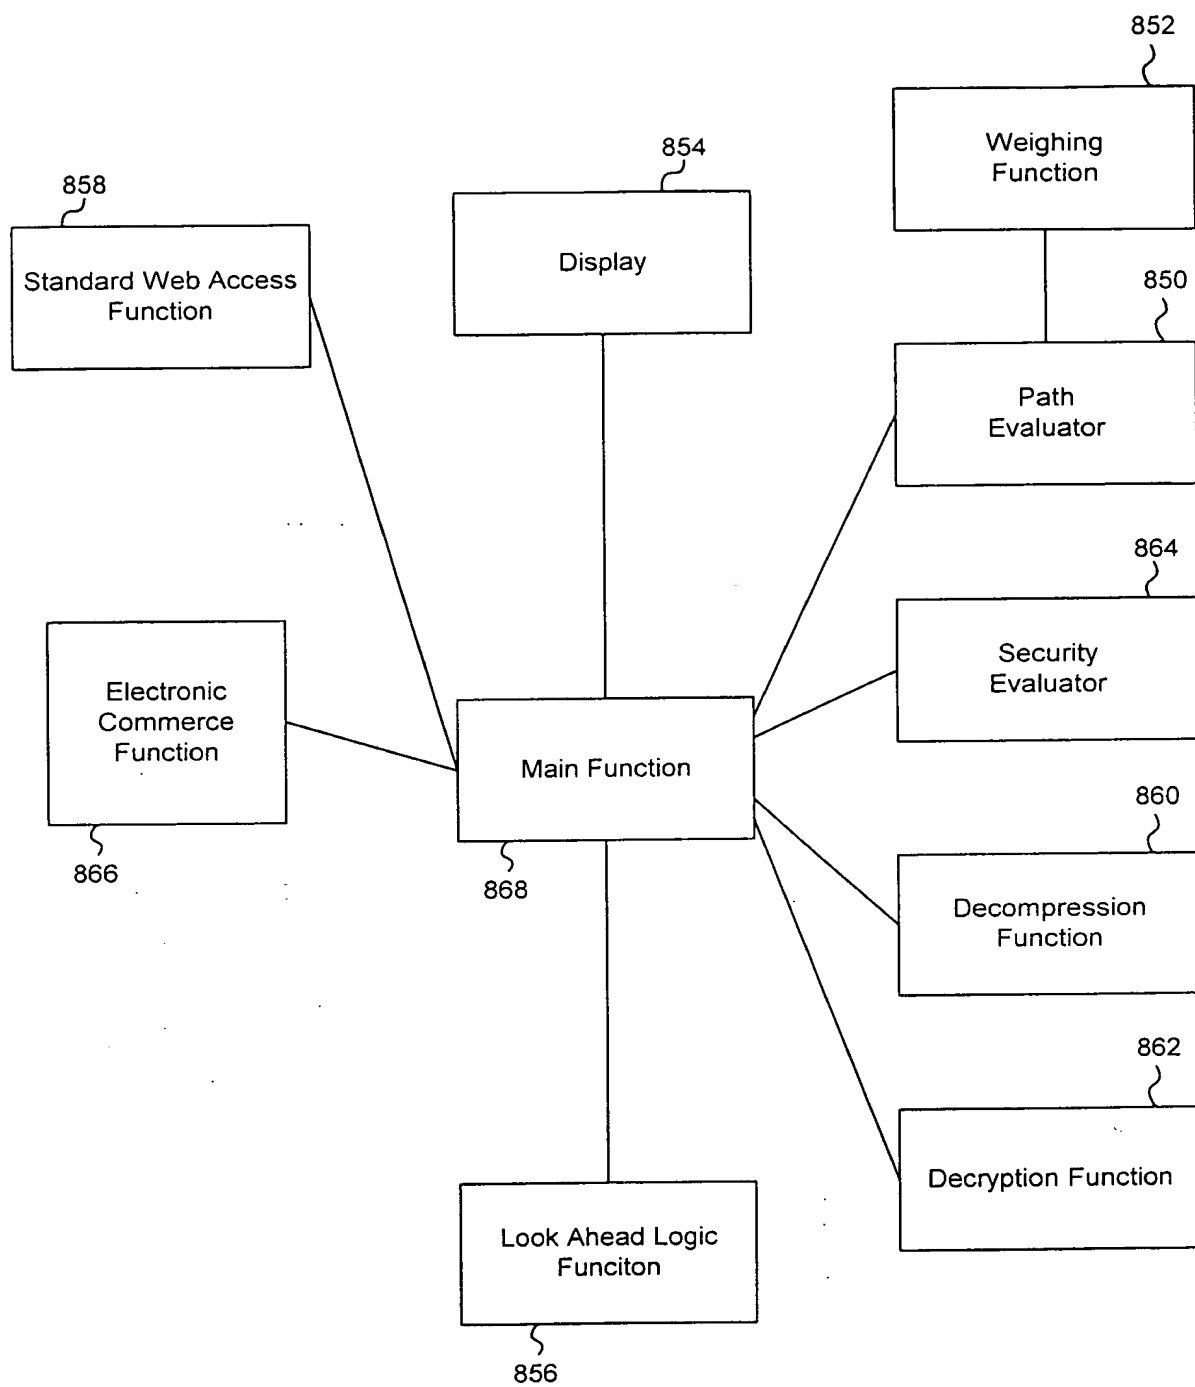 852
Weighing
Function
854
858
Display
Standard Web Access
Function
850
Path
Evaluator
864
Security
Evaluator
Electronic
Commerce
Function
Main Function
860
866
868
Decompression
Function
862
Decryption Function
Look Ahead Logic
Funciton
856